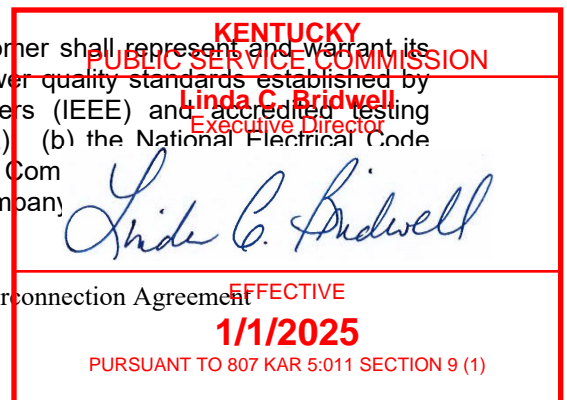 KENTUCKY
omer shall represent and warrant its
PUBLIC SERVICE COMMISSION
wer quality standards established by
Linda C. Bridwell
ers (IEEE) and accredited testing
Executive Director
) (b) the National Electrical Code
Com
mpany
Linda C. Bridwell
rconnection Agreement
EFFECTIVE
1/1/2025
PURSUANT TO 807 KAR 5:011 SECTION 9 (1)